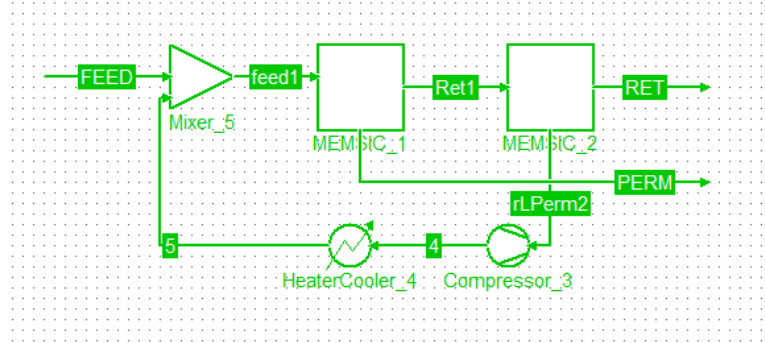 FEED
feed1
Ret1
RET
Mixer_5
MEMSIC_1
MEMSIC_2
PERM
rLPerm2
5
4
HeaterCooler_4
Compressor_3